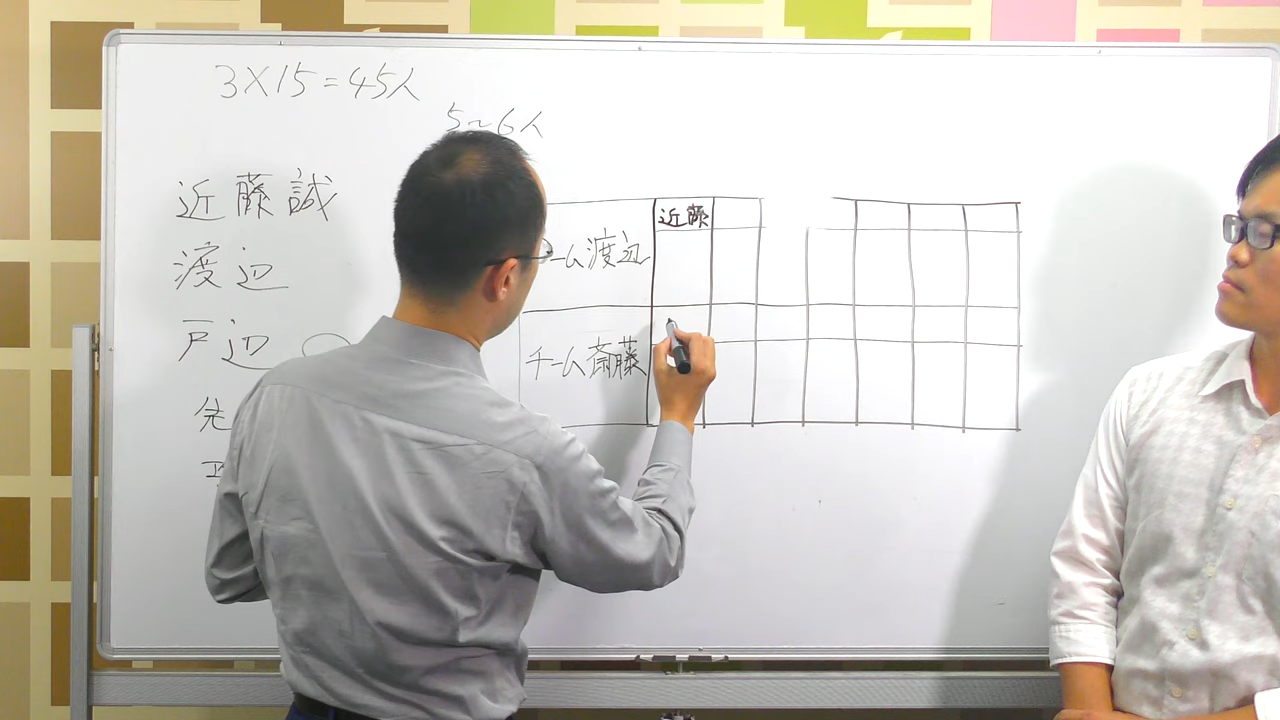 3×15=45人
5~6人
近藤誠
渡辺
戸辺
近藤
ーム渡辺
チーム斎藤